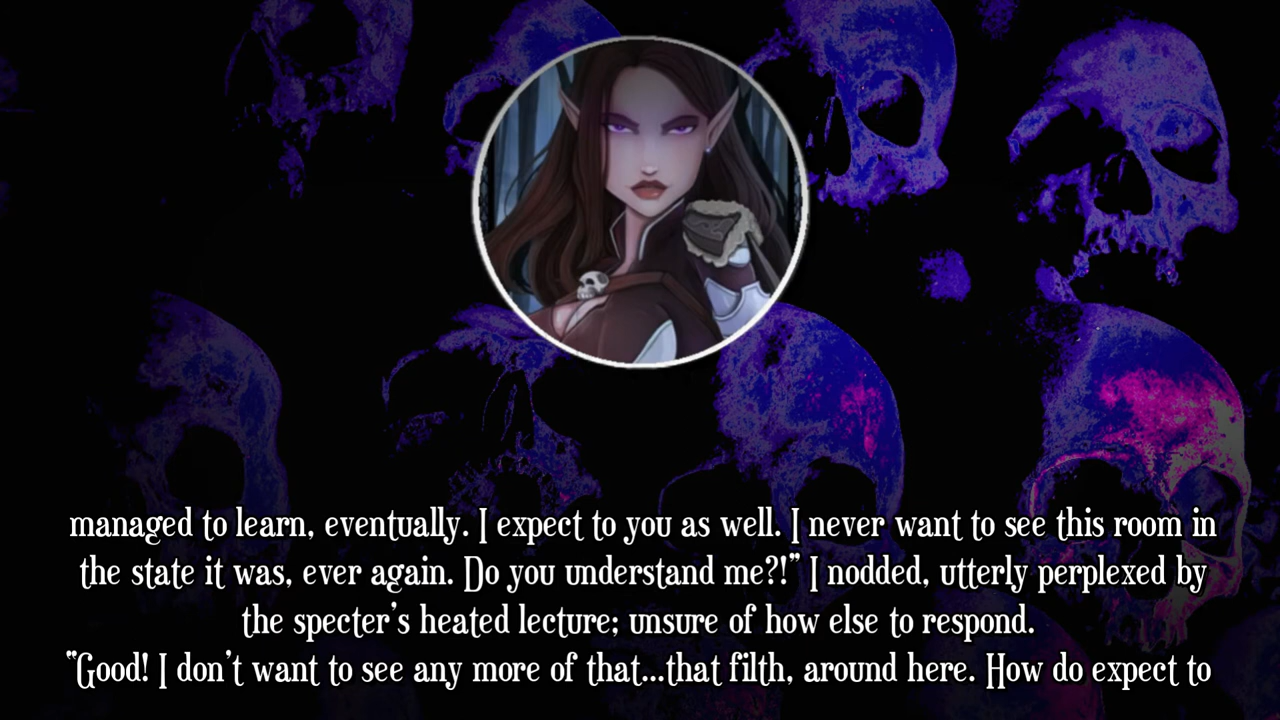 managed to learn, eventually. I expect to you as well. I never want to see this room in
the state it was, ever again. Do you understand me?!” I nodded, utterly perplexed by
the specter’s heated lecture; unsure of how else to respond.
“Good! I don’t want to see any more of that...that filth, around here. How do expect to